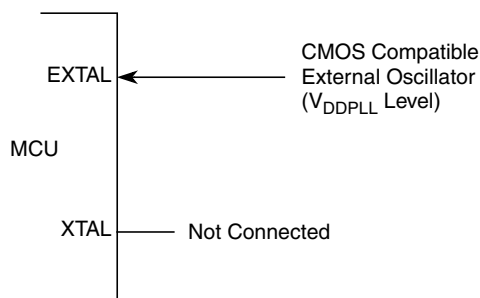 EXTAL
CMOS Compatible
External Oscillator
(VDDPLL Level)
MCU
XTAL
Not Connected